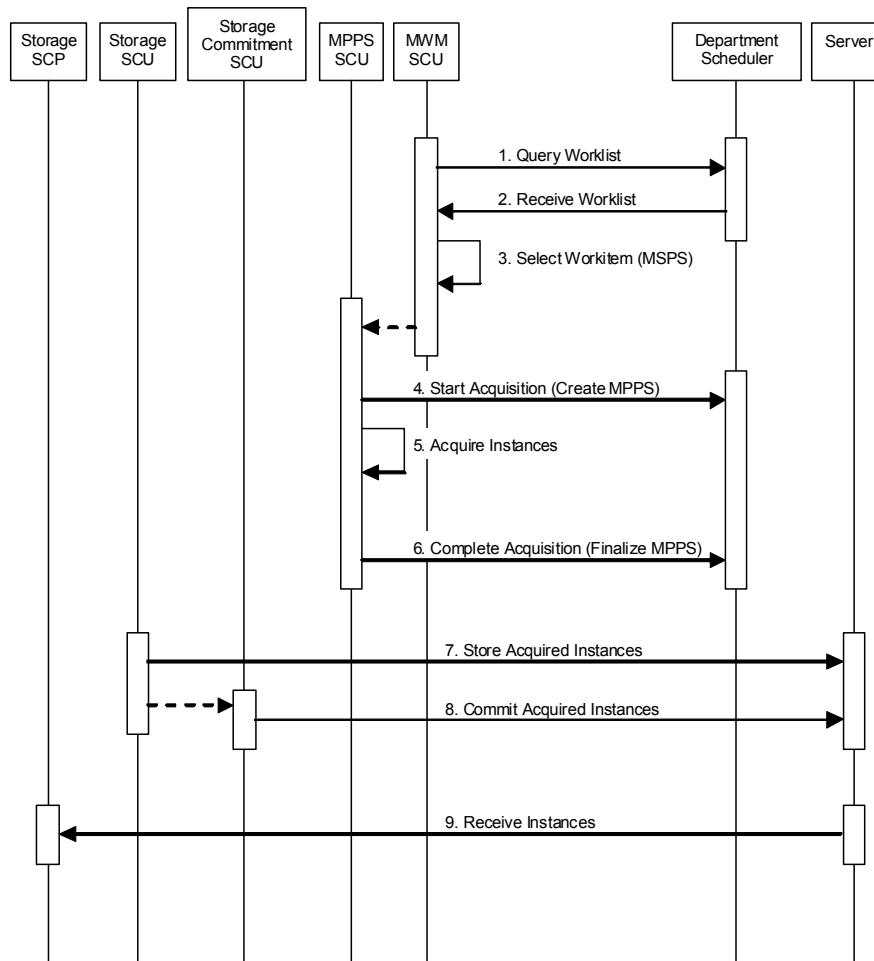 Storage
SCP
Storage
SCU
Storage
Commitment
SCU
MPPS
SCU
MWM
SCU
Department
Scheduler
Server
1. Query Worklist
2. Receive Worklist
3. Select Workitem (MSPS)
4. Start Acquisition (Create MPPS)
5. Acquire Instances
6. Complete Acquisition (Finalize MPPS)
7. Store Acquired Instances
8. Commit Acquired Instances
9. Receive Instances